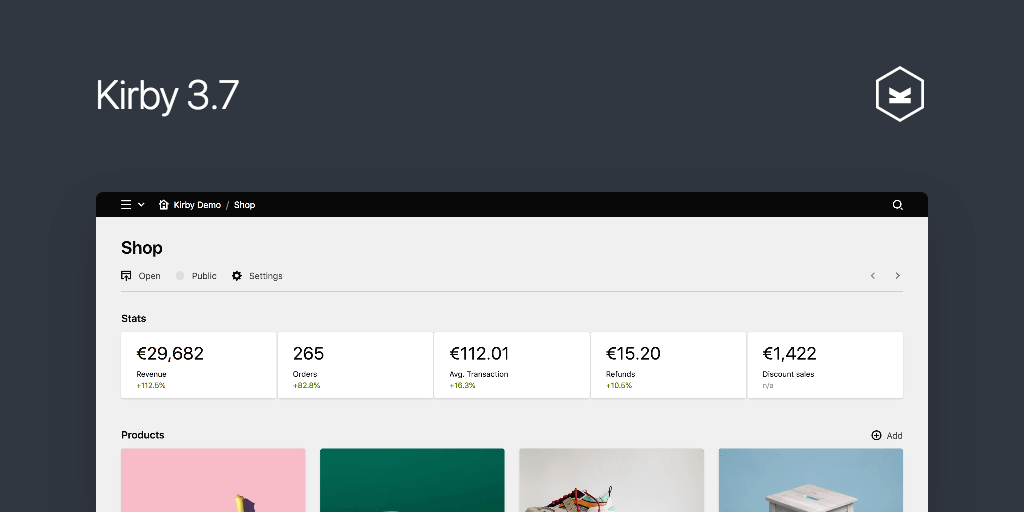 Kirby 3.7
Kirby Demo / Shop
Shop
Open Public Settings
Stats
€29,682 265 €112.01 €15.20 €1,422
Revenue Orders Avg. Transaction Refunds Discount sales
+112.5% +82.8% +16.3% +10.5% n/a
Products Add